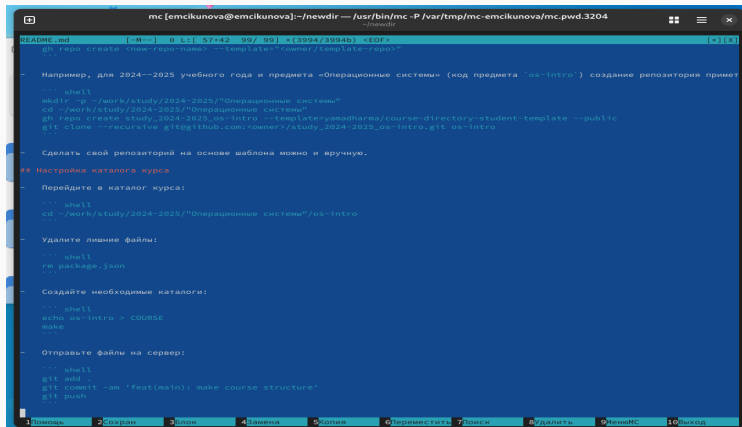 mc [emcikunova@emcikunova]:~/newdir — /usr/bin/mc -P /var/tmp/mc-emcikunova/mc.pwd.3204
~/newdir
README.md [-M--] 0 L:[ 57+42 99/ 99] *(3994/3994b) <EOF> [*][X]
gh repo create <new-repo-name> --template="<owner/template-repo>"
```
- Например, для 2024--2025 учебного года и предмета «Операционные системы» (код предмета `os-intro`) создание репозитория примет
``` shell
mkdir -p ~/work/study/2024-2025/"Операционные системы"
cd ~/work/study/2024-2025/"Операционные системы"
gh repo create study_2024-2025_os-intro --template=yamadharma/course-directory-student-template --public
git clone --recursive git@github.com:<owner>/study_2024-2025_os-intro.git os-intro
```
- Сделать свой репозиторий на основе шаблона можно и вручную.
## Настройка каталога курса
- Перейдите в каталог курса:
``` shell
cd ~/work/study/2024-2025/"Операционные системы"/os-intro
```
- Удалите лишние файлы:
``` shell
rm package.json
```
- Создайте необходимые каталоги:
``` shell
echo os-intro > COURSE
make
```
- Отправьте файлы на сервер:
``` shell
git add .
git commit -am 'feat(main): make course structure'
git push
```
1Помощь 2Сохран 3Блок 4Замена 5Копия 6Переместить 7Поиск 8Удалить 9МенюMC 10Выход